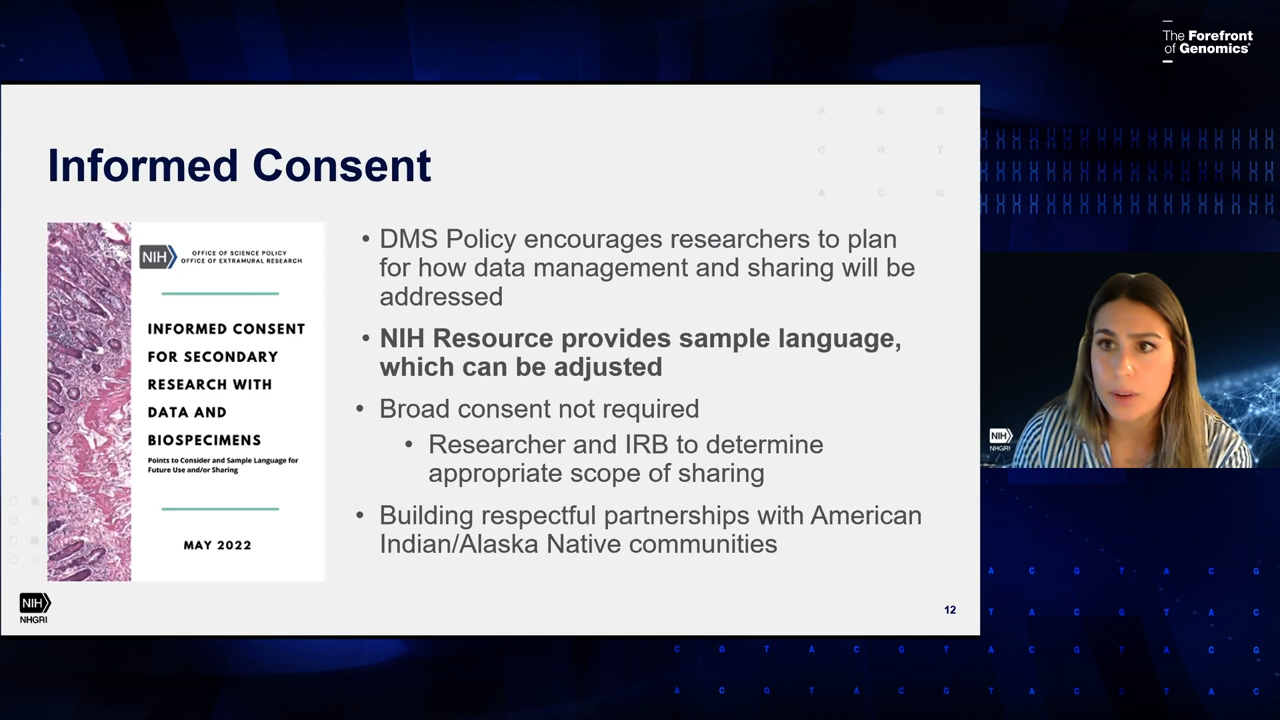 The Forefront
of Genomics®
Informed Consent
NIH
OFFICE OF SCIENCE POLICY
OFFICE OF EXTRAMURAL RESEARCH
INFORMED CONSENT
FOR SECONDARY
RESEARCH WITH
DATA AND
BIOSPECIMENS
Points to Consider and Sample Language for
Future Use and/or Sharing
MAY 2022
• DMS Policy encourages researchers to plan
for how data management and sharing will be
addressed
• NIH Resource provides sample language,
which can be adjusted
• Broad consent not required
• Researcher and IRB to determine
appropriate scope of sharing
• Building respectful partnerships with American
Indian/Alaska Native communities
NIH
NHGRI
12
NIH
NHGRI
A C G
C G T
A C G
A C G T A C G
T A C G T A C
C G T A C G T A C G T A C G
A C G T A C G T A C G T A C